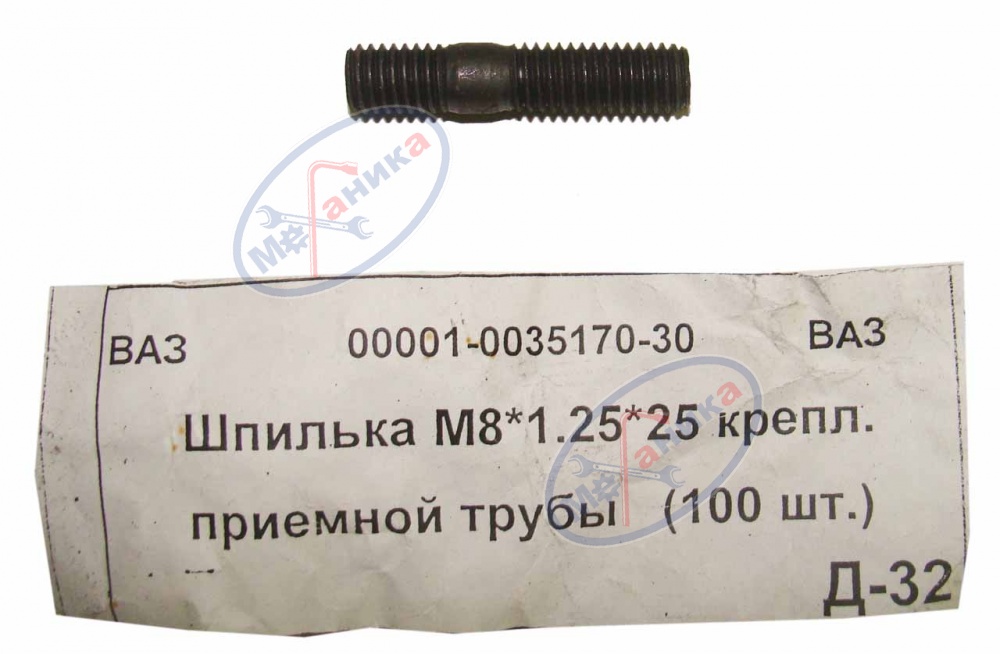 Механика
ВАЗ 00001-0035170-30 ВАЗ
Шпилька М8*1.25*25 крепл.
Механика
приемной трубы (100 шт.)
Д-32